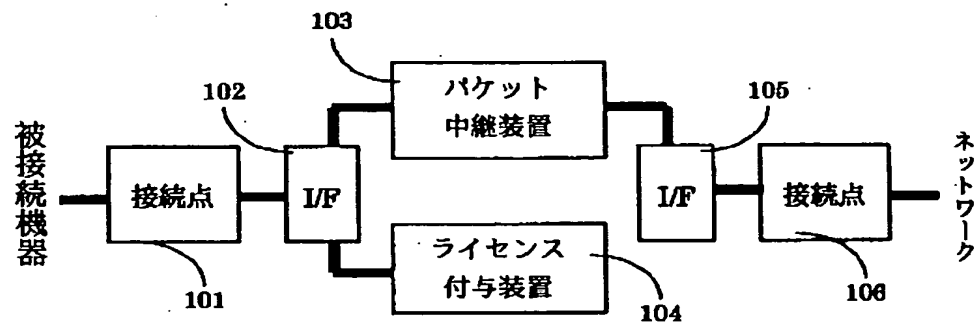 103
パケット
中継装置
102
105
被接続機器
接続点
I/F
I/F
接続点
ネットワーク
ライセンス
付与装置
101
104
106